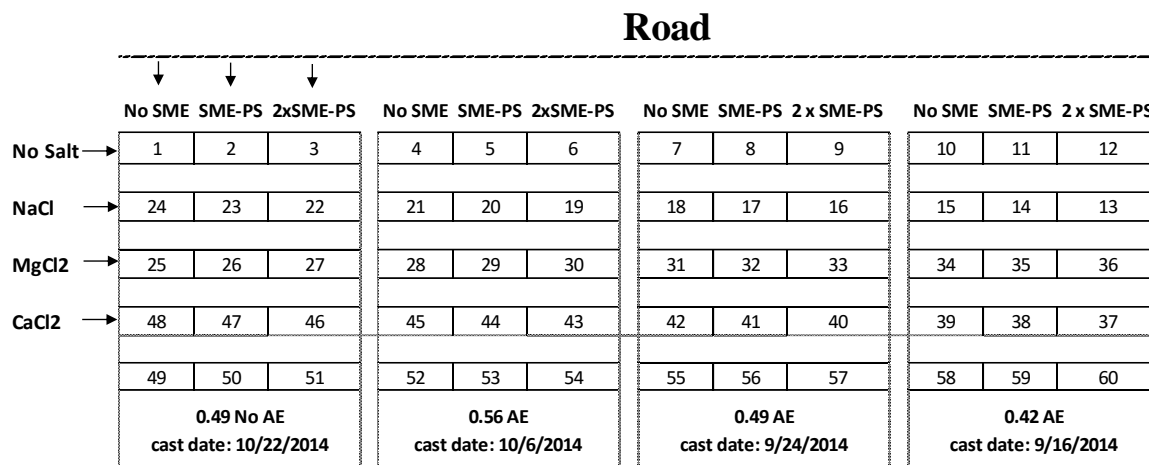 Road
No SME SME-PS 2xSME-PS No SME SME-PS 2xSME-PS No SME SME-PS 2 x SME-PS No SME SME-PS 2 x SME-PS
No Salt 1 2 3 4 5 6 7 8 9 10 11 12
NaCl 24 23 22 21 20 19 18 17 16 15 14 13
MgCl2 25 26 27 28 29 30 31 32 33 34 35 36
CaCl2 48 47 46 45 44 43 42 41 40 39 38 37
49 50 51 52 53 54 55 56 57 58 59 60
0.49 No AE 0.56 AE 0.49 AE 0.42 AE
cast date: 10/22/2014 cast date: 10/6/2014 cast date: 9/24/2014 cast date: 9/16/2014